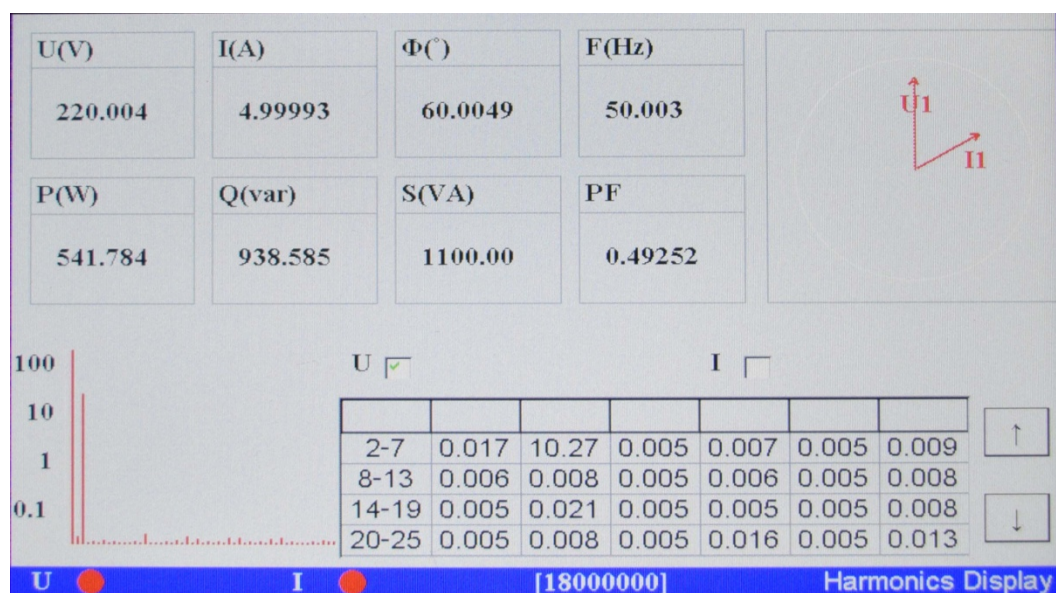 U(V) I(A) Φ(°) F(Hz)
220.004 4.99993 60.0049 50.003
U1
I1
P(W) Q(var) S(VA) PF
541.784 938.585 1100.00 0.49252
100
10
1
0.1
U I
2-7 0.017 10.27 0.005 0.007 0.005 0.009
8-13 0.006 0.008 0.005 0.006 0.005 0.008
14-19 0.005 0.021 0.005 0.005 0.005 0.008
20-25 0.005 0.008 0.005 0.016 0.005 0.013
↑
↓
U I [18000000] Harmonics Display